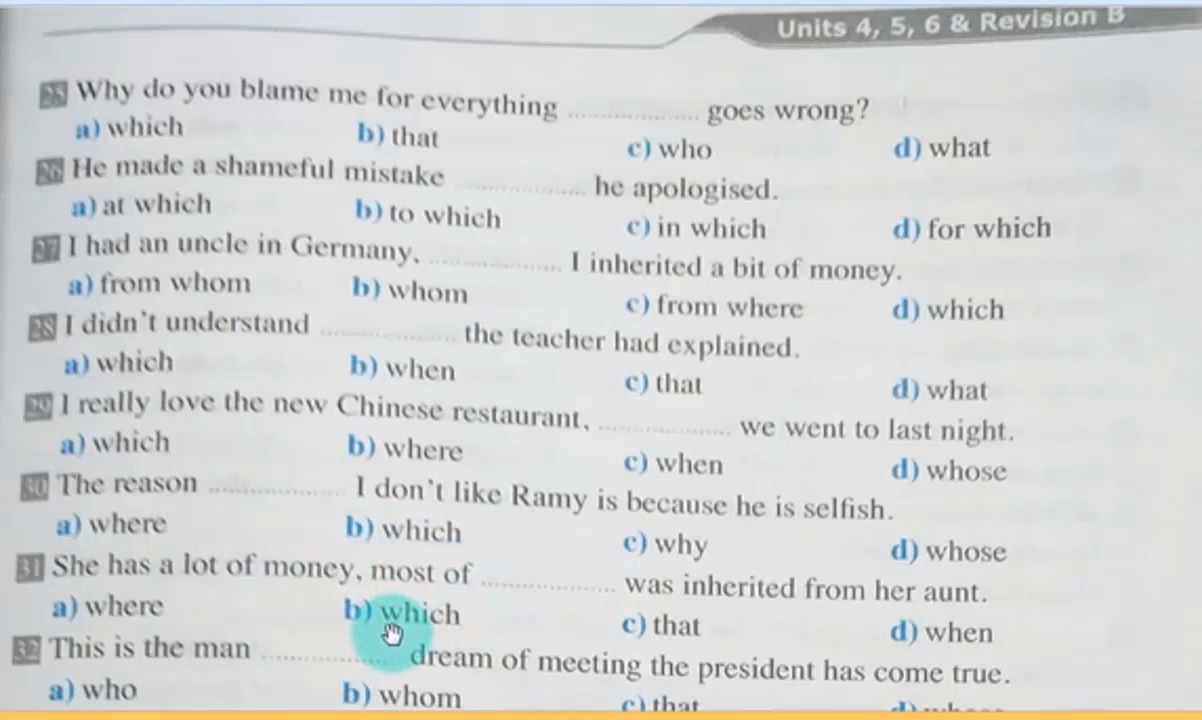 Units 4, 5, 6 & Revision B
25 Why do you blame me for everything .................. goes wrong?
a) which b) that c) who d) what
26 He made a shameful mistake .................. he apologised.
a) at which b) to which c) in which d) for which
27 I had an uncle in Germany, .................. I inherited a bit of money.
a) from whom b) whom c) from where d) which
28 I didn't understand .................. the teacher had explained.
a) which b) when c) that d) what
29 I really love the new Chinese restaurant, .................. we went to last night.
a) which b) where c) when d) whose
30 The reason .................. I don't like Ramy is because he is selfish.
a) where b) which c) why d) whose
31 She has a lot of money, most of .................. was inherited from her aunt.
a) where b) which c) that d) when
32 This is the man .................. dream of meeting the president has come true.
a) who b) whom c) that d)